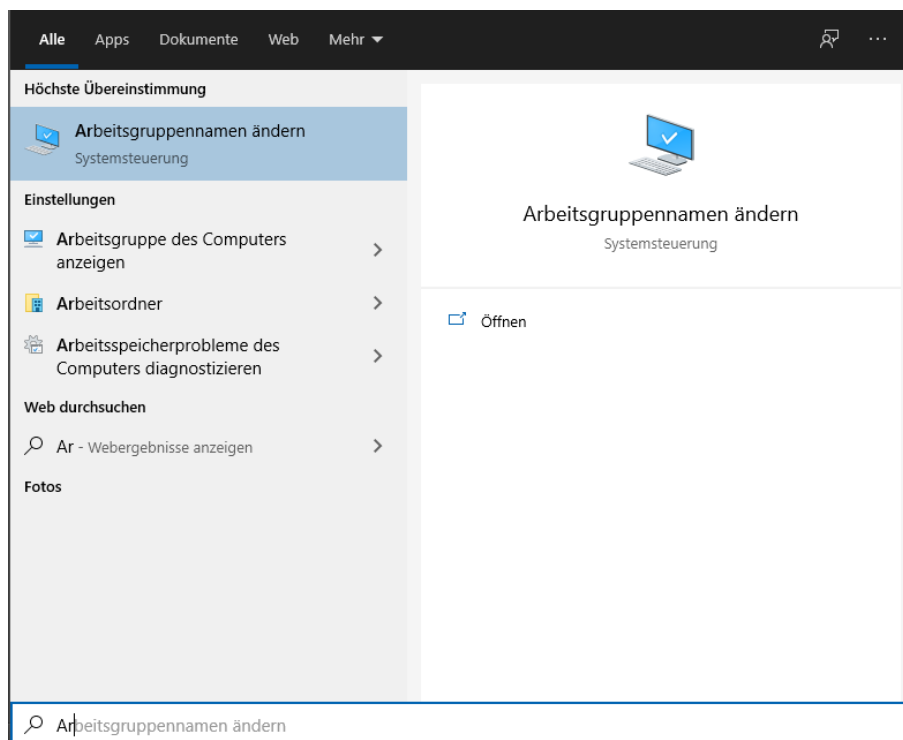 Alle Apps Dokumente Web Mehr
Höchste Übereinstimmung
Arbeitsgruppennamen ändern
Systemsteuerung
Einstellungen
Arbeitsgruppe des Computers
anzeigen
Arbeitsordner
Arbeitsspeicherprobleme des
Computers diagnostizieren
Web durchsuchen
Ar - Webergebnisse anzeigen
Fotos
Arbeitsgruppennamen ändern
Systemsteuerung
Öffnen
Arbeitsgruppennamen ändern